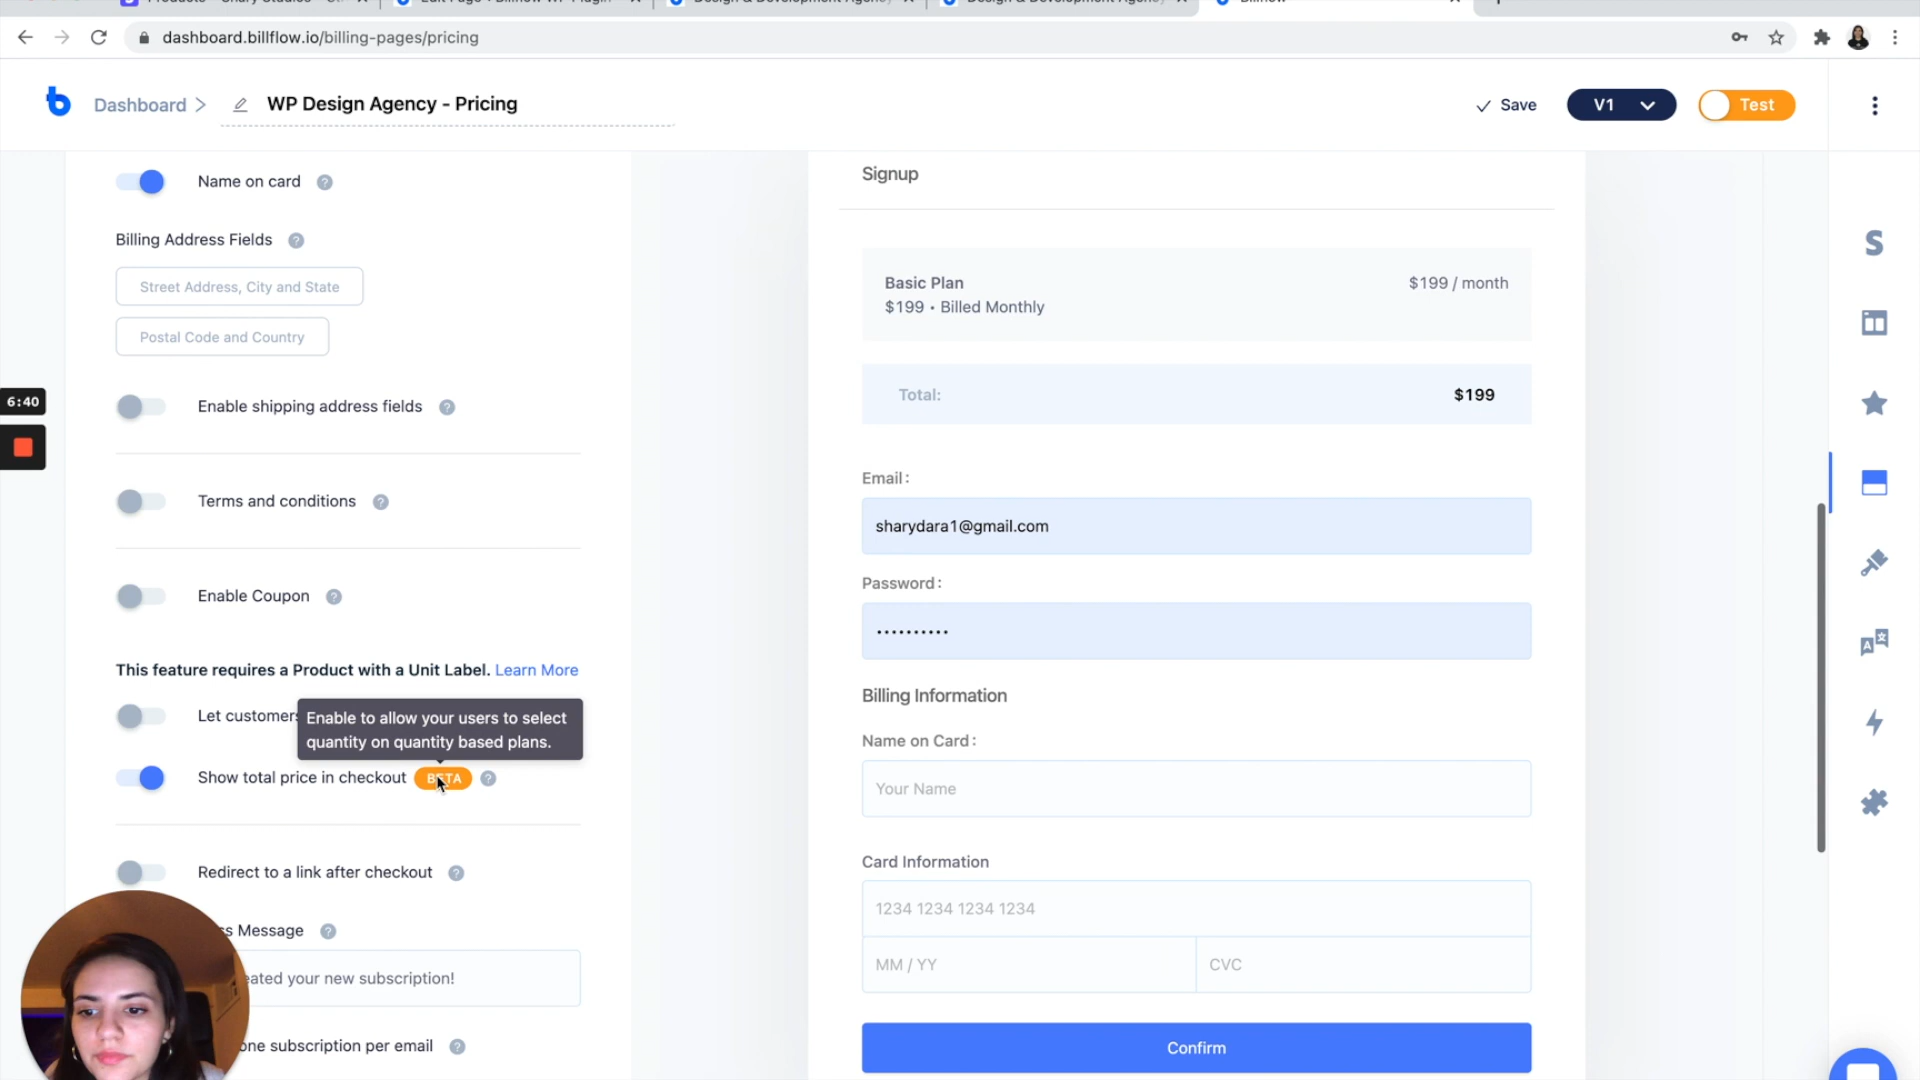 dashboard.billflow.io/billing-pages/pricing
Dashboard > WP Design Agency - Pricing
Save
V1
Test
Name on card ?
Billing Address Fields ?
Street Address, City and State
Postal Code and Country
Enable shipping address fields ?
6:40
Terms and conditions ?
Enable Coupon ?
This feature requires a Product with a Unit Label. Learn More
Let customers
Enable to allow your users to select
quantity on quantity based plans.
Show total price in checkout BETA ?
Redirect to a link after checkout ?
Message ?
your new subscription!
one subscription per email ?
Signup
Basic Plan $199 / month
$199 • Billed Monthly
Total: $199
Email:
sharydara1@gmail.com
Password:
••••••••••
Billing Information
Name on Card:
Your Name
Card Information
1234 1234 1234 1234
MM / YY CVC
Confirm
S